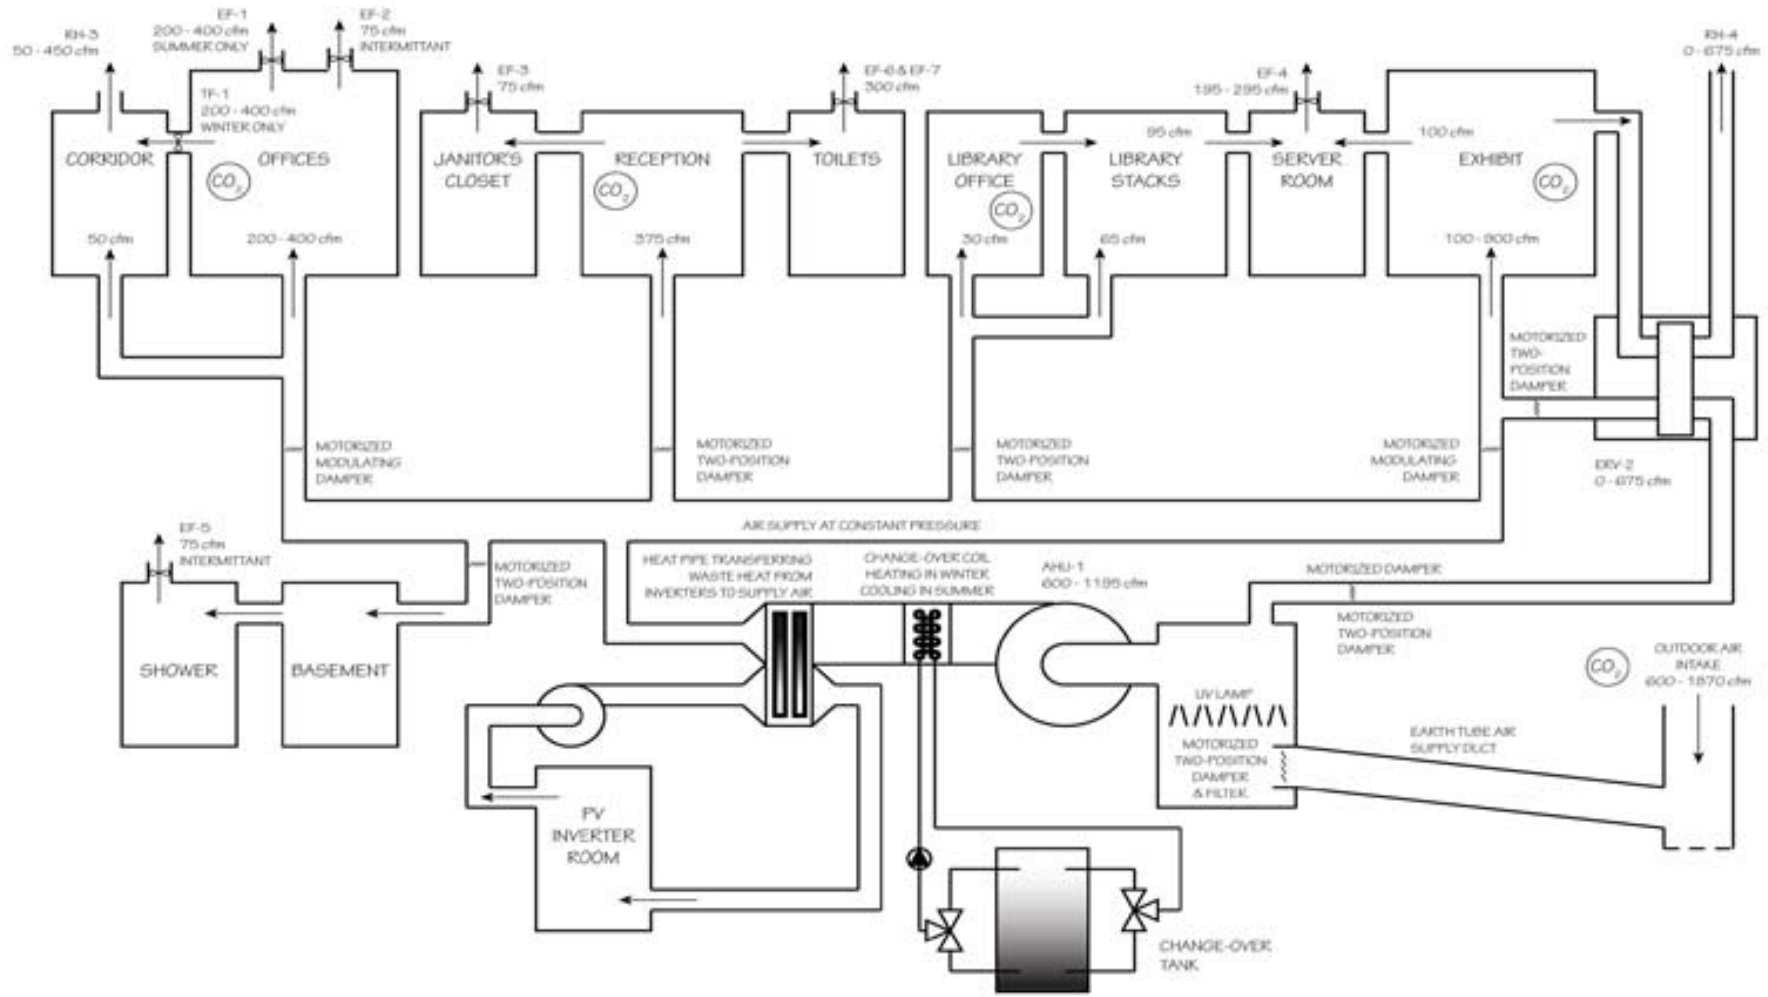 RH-3
50 - 450 cfm
EF-1
200 - 400 cfm
SUMMER ONLY
EF-2
75 cfm
INTERMITTANT
TF-1
200 - 400 cfm
WINTER ONLY
CORRIDOR
OFFICES
CO2
50 cfm
200 - 400 cfm
EF-3
75 cfm
EF-6 & EF-7
300 cfm
JANITOR'S
CLOSET
RECEPTION
CO2
TOILETS
375 cfm
EF-4
195 - 295 cfm
RH-4
0 - 675 cfm
LIBRARY
OFFICE
CO2
95 cfm
LIBRARY
STACKS
SERVER
ROOM
100 cfm
EXHIBIT
CO2
30 cfm
65 cfm
100 - 900 cfm
MOTORIZED
TWO-
POSITION
DAMPER
MOTORIZED
MODULATING
DAMPER
MOTORIZED
TWO-POSITION
DAMPER
MOTORIZED
TWO-POSITION
DAMPER
MOTORIZED
MODULATING
DAMPER
ERV-2
0 - 675 cfm
AIR SUPPLY AT CONSTANT PRESSURE
EF-5
75 cfm
INTERMITTANT
MOTORIZED
TWO-POSITION
DAMPER
HEAT PIPE TRANSFERRING
WASTE HEAT FROM
INVERTERS TO SUPPLY AIR
CHANGE-OVER COIL
HEATING IN WINTER
COOLING IN SUMMER
AHU-1
600 - 1195 cfm
MOTORIZED DAMPER
MOTORIZED
TWO-POSITION
DAMPER
SHOWER
BASEMENT
CO2
OUTDOOR AIR
INTAKE
600 - 1870 cfm
UV LAMP
MOTORIZED
TWO-POSITION
DAMPER
& FILTER
EARTH TUBE AIR
SUPPLY DUCT
PV
INVERTER
ROOM
CHANGE-OVER
TANK